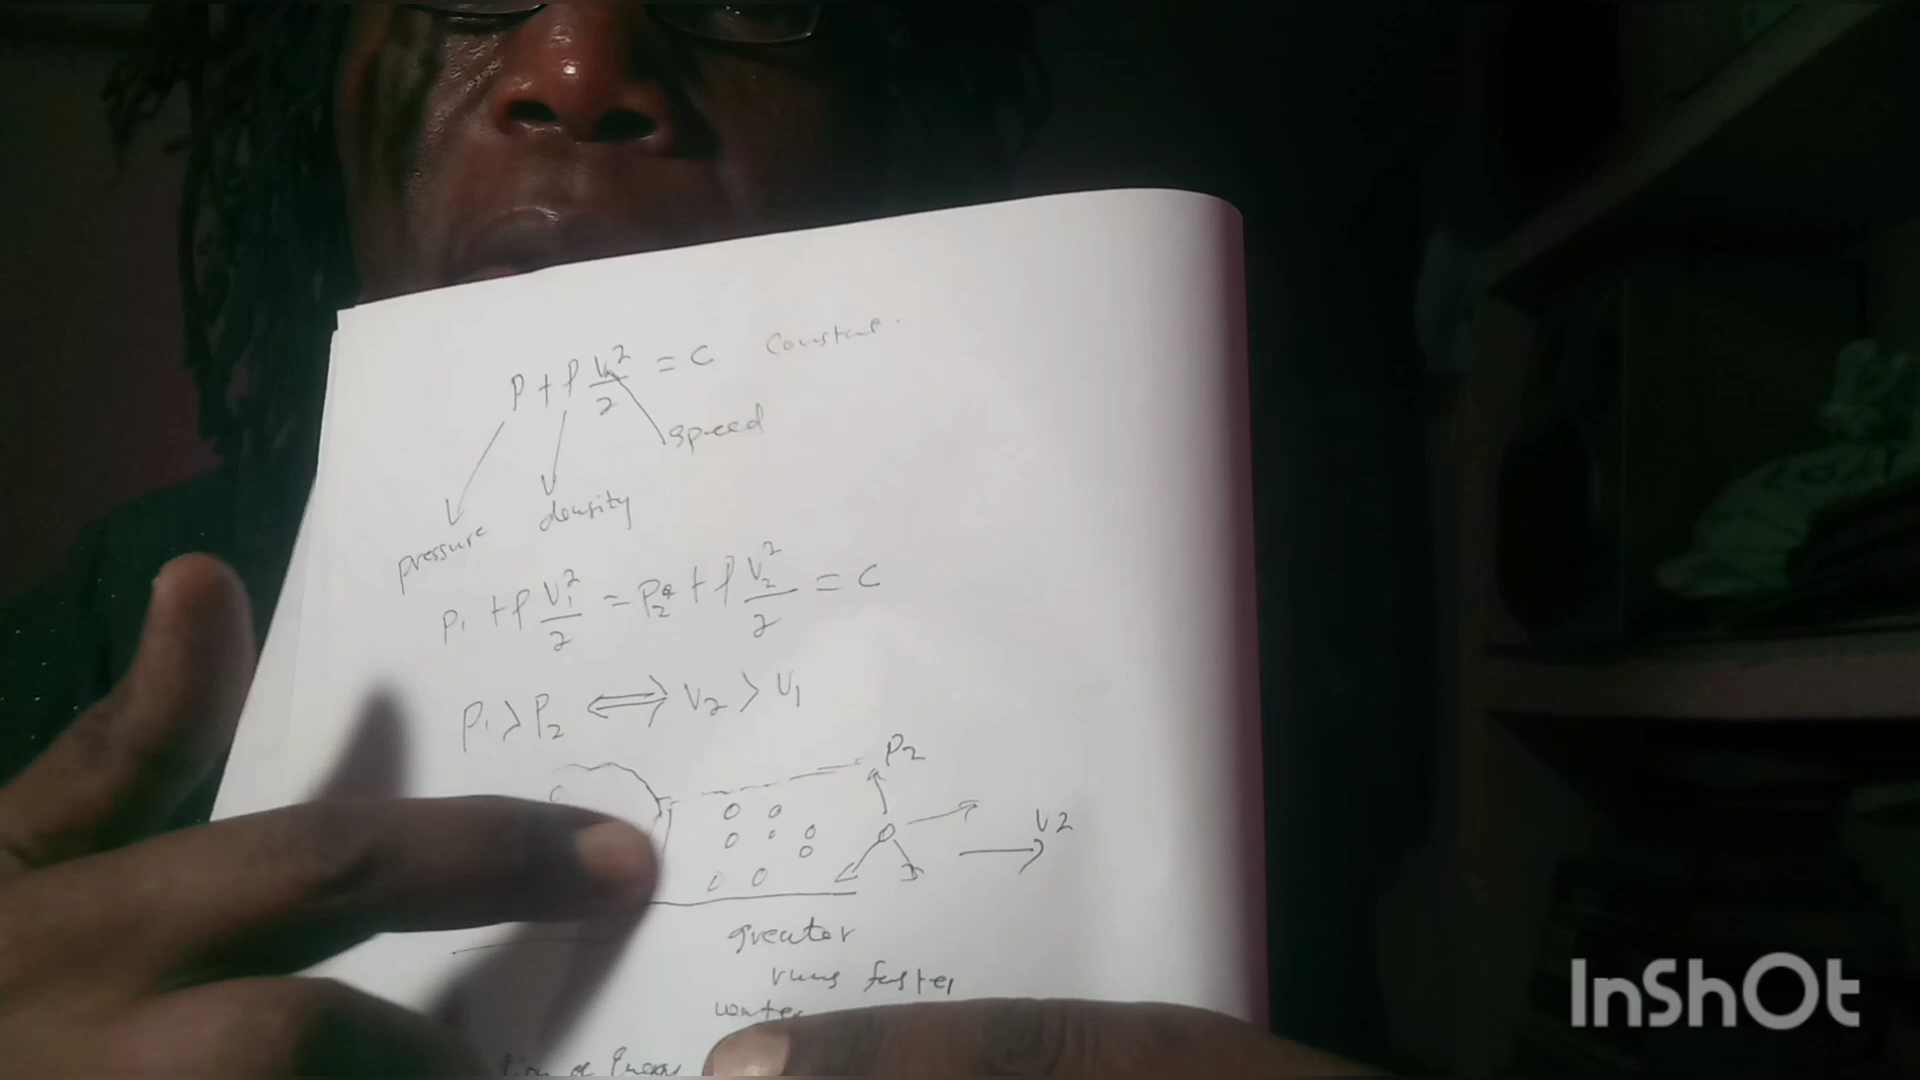 P + ρ V²/2 = C Constant.
speed
pressure density
P₁ + ρ V₁²/2 = P₂ + ρ V₂²/2 = C
P₁ > P₂ ⟺ V₂ > V₁
P₂
V2
greater
runs faster
water
InShOt